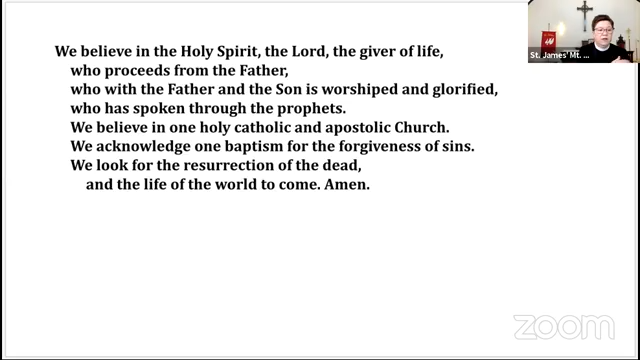 We believe in the Holy Spirit, the Lord, the giver of life,
who proceeds from the Father,
who with the Father and the Son is worshiped and glorified,
who has spoken through the prophets.
We believe in one holy catholic and apostolic Church.
We acknowledge one baptism for the forgiveness of sins.
We look for the resurrection of the dead,
and the life of the world to come. Amen.
St. James' Mt. ...
zoom